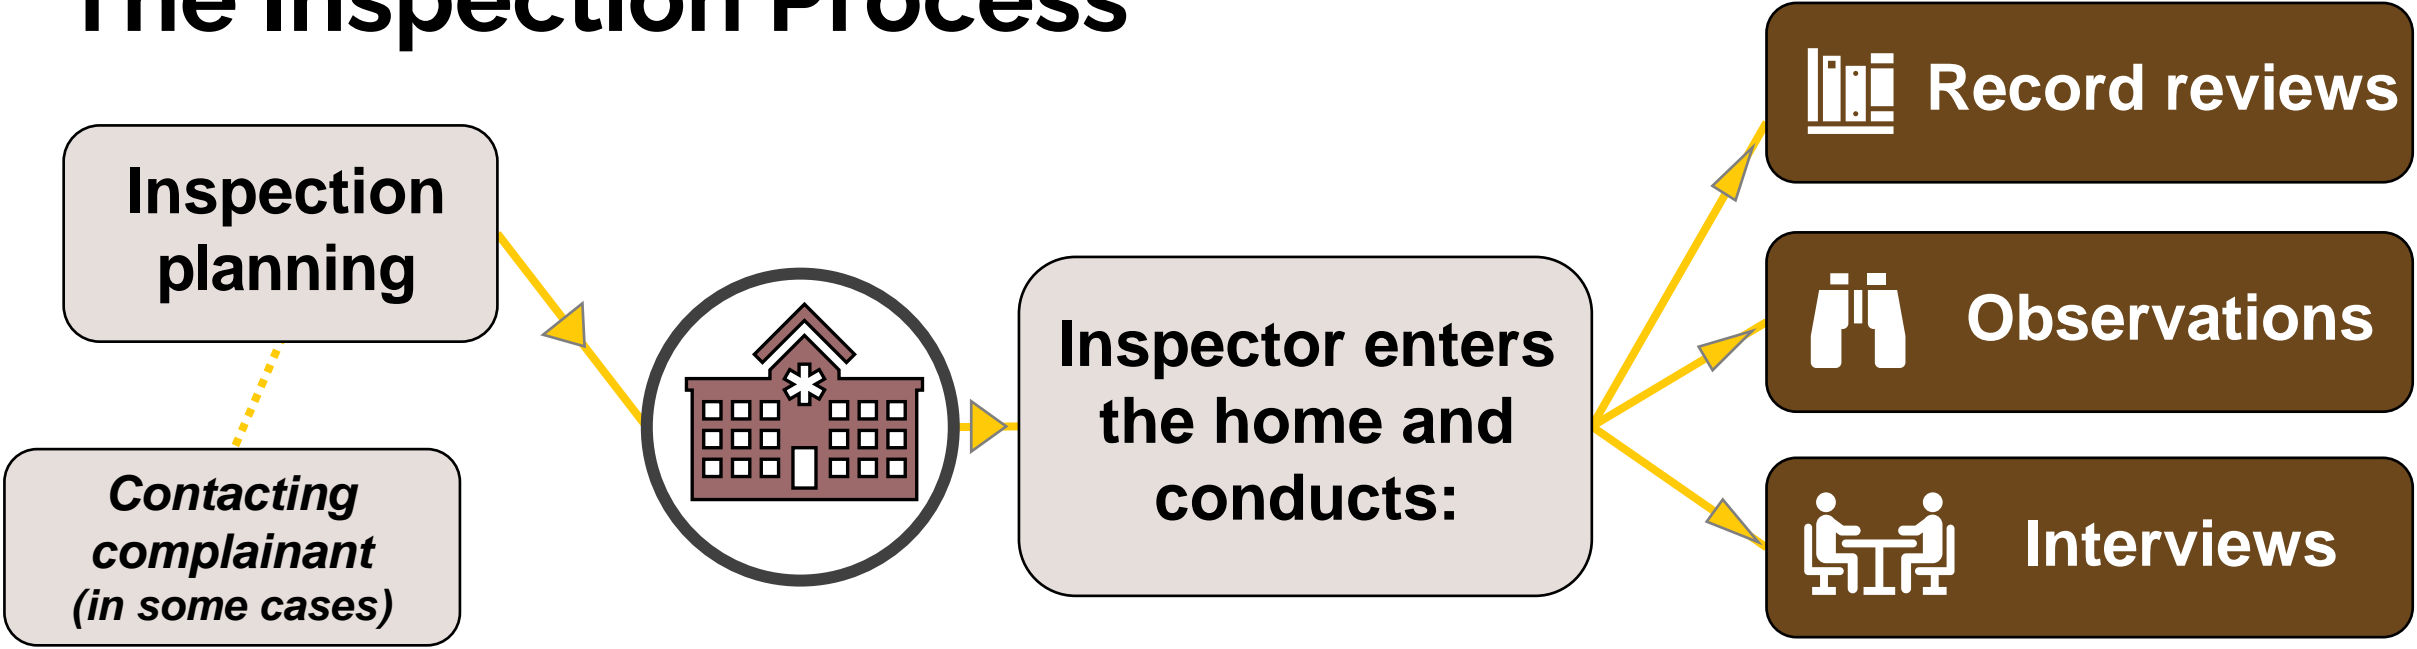 The Inspection Process
Inspection
planning
Contacting
complainant
(in some cases)
Inspector enters
the home and
conducts:
Record reviews
Observations
Interviews